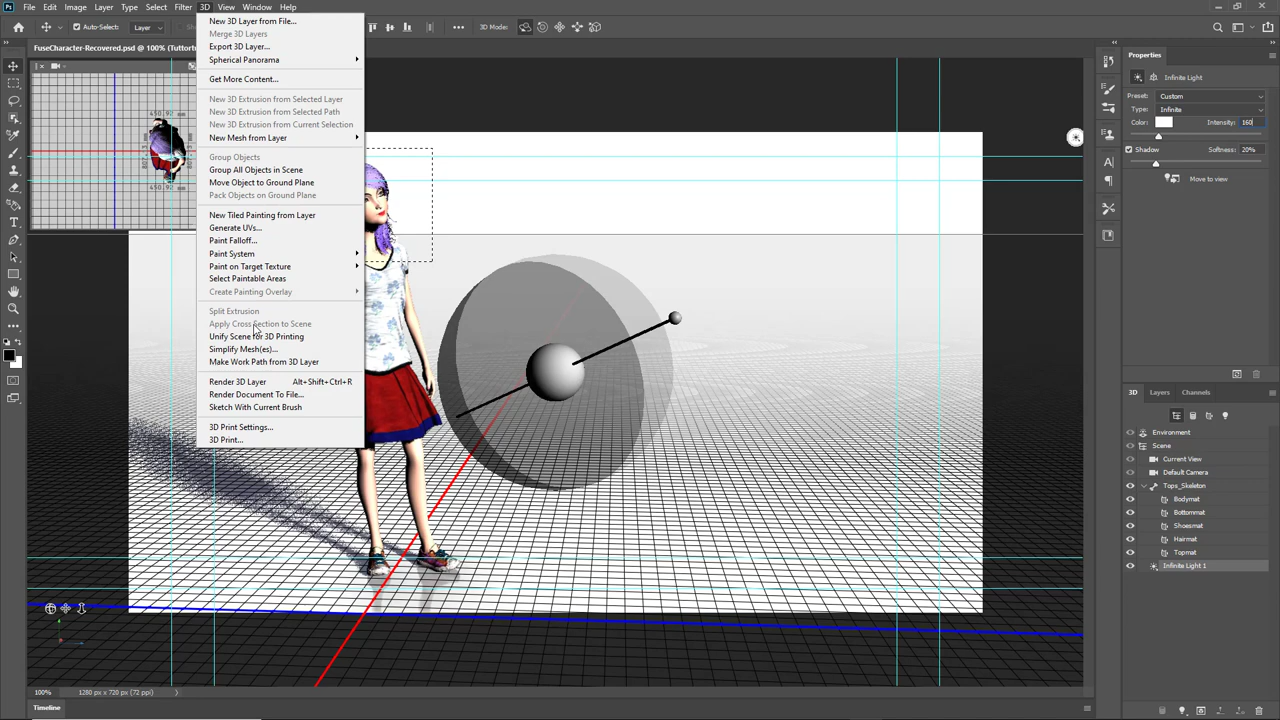 Ps File Edit Image Layer Type Select Filter 3D View Window Help
Auto-Select: Layer 3D Mode:
FuseCharacter-Recovered.psd @ 100% (Tuttort
New 3D Layer from File...
Merge 3D Layers
Export 3D Layer...
Spherical Panorama
Get More Content...
New 3D Extrusion from Selected Layer
New 3D Extrusion from Selected Path
New 3D Extrusion from Current Selection
New Mesh from Layer
Group Objects
Group All Objects in Scene
Move Object to Ground Plane
Pack Objects on Ground Plane
New Tiled Painting from Layer
Generate UVs...
Paint Falloff...
Paint System
Paint on Target Texture
Select Paintable Areas
Create Painting Overlay
Split Extrusion
Apply Cross Section to Scene
Unify Scene for 3D Printing
Simplify Mesh(es)...
Make Work Path from 3D Layer
Render 3D Layer Alt+Shift+Ctrl+R
Render Document To File...
Sketch With Current Brush
3D Print Settings...
3D Print...
Properties
Infinite Light
Preset: Custom
Type: Infinite
Color: Intensity: 160
Shadow Softness: 20%
Move to view
3D Layers Channels
Environment
Scene
Current View
Default Camera
Tops_Skeleton
Bodymat
Bottommat
Shoesmat
Hairmat
Topmat
Infinite Light 1
100% 1280 px x 720 px (72 ppi)
Timeline